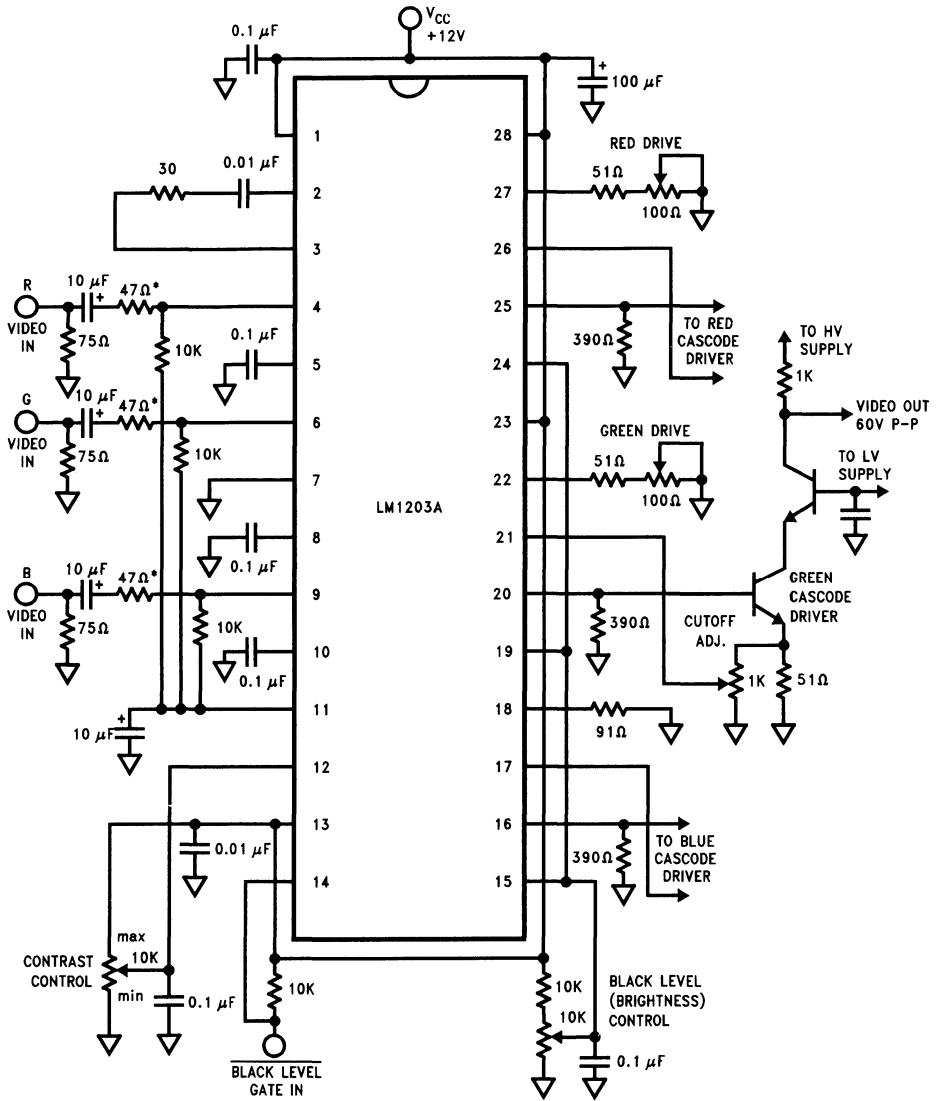 V_CC
+12V
0.1 μF
+
100 μF
1
28
RED DRIVE
30
0.01 μF
2
27
51Ω
100Ω
3
26
R
VIDEO
IN
10 μF
+
47Ω*
4
25
75Ω
10K
390Ω
TO RED
CASCODE
DRIVER
0.1 μF
5
24
TO HV
SUPPLY
1K
G
VIDEO
IN
10 μF
+
47Ω*
6
23
VIDEO OUT
60V P-P
75Ω
10K
GREEN DRIVE
TO LV
SUPPLY
7
22
51Ω
100Ω
LM1203A
8
21
0.1 μF
B
VIDEO
IN
10 μF
+
47Ω*
9
20
GREEN
CASCODE
DRIVER
75Ω
10K
390Ω
CUTOFF
ADJ.
10
19
0.1 μF
1K
51Ω
+
10 μF
11
18
91Ω
12
17
13
16
0.01 μF
390Ω
TO BLUE
CASCODE
DRIVER
14
15
max
CONTRAST
CONTROL
10K
min
0.1 μF
10K
10K
10K
BLACK LEVEL
(BRIGHTNESS)
CONTROL
0.1 μF
BLACK LEVEL
GATE IN